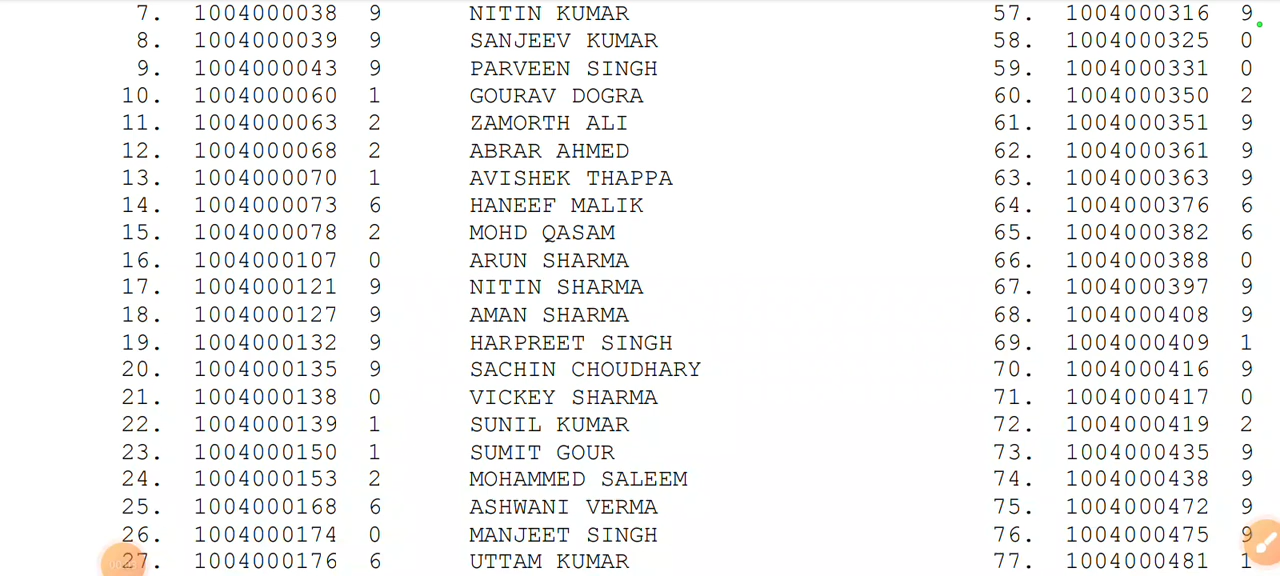 7. 1004000038 9 NITIN KUMAR 57. 1004000316 9
8. 1004000039 9 SANJEEV KUMAR 58. 1004000325 0
9. 1004000043 9 PARVEEN SINGH 59. 1004000331 0
10. 1004000060 1 GOURAV DOGRA 60. 1004000350 2
11. 1004000063 2 ZAMORTH ALI 61. 1004000351 9
12. 1004000068 2 ABRAR AHMED 62. 1004000361 9
13. 1004000070 1 AVISHEK THAPPA 63. 1004000363 9
14. 1004000073 6 HANEEF MALIK 64. 1004000376 6
15. 1004000078 2 MOHD QASAM 65. 1004000382 6
16. 1004000107 0 ARUN SHARMA 66. 1004000388 0
17. 1004000121 9 NITIN SHARMA 67. 1004000397 9
18. 1004000127 9 AMAN SHARMA 68. 1004000408 9
19. 1004000132 9 HARPREET SINGH 69. 1004000409 1
20. 1004000135 9 SACHIN CHOUDHARY 70. 1004000416 9
21. 1004000138 0 VICKEY SHARMA 71. 1004000417 0
22. 1004000139 1 SUNIL KUMAR 72. 1004000419 2
23. 1004000150 1 SUMIT GOUR 73. 1004000435 9
24. 1004000153 2 MOHAMMED SALEEM 74. 1004000438 9
25. 1004000168 6 ASHWANI VERMA 75. 1004000472 9
26. 1004000174 0 MANJEET SINGH 76. 1004000475 9
27. 1004000176 6 UTTAM KUMAR 77. 1004000481 1